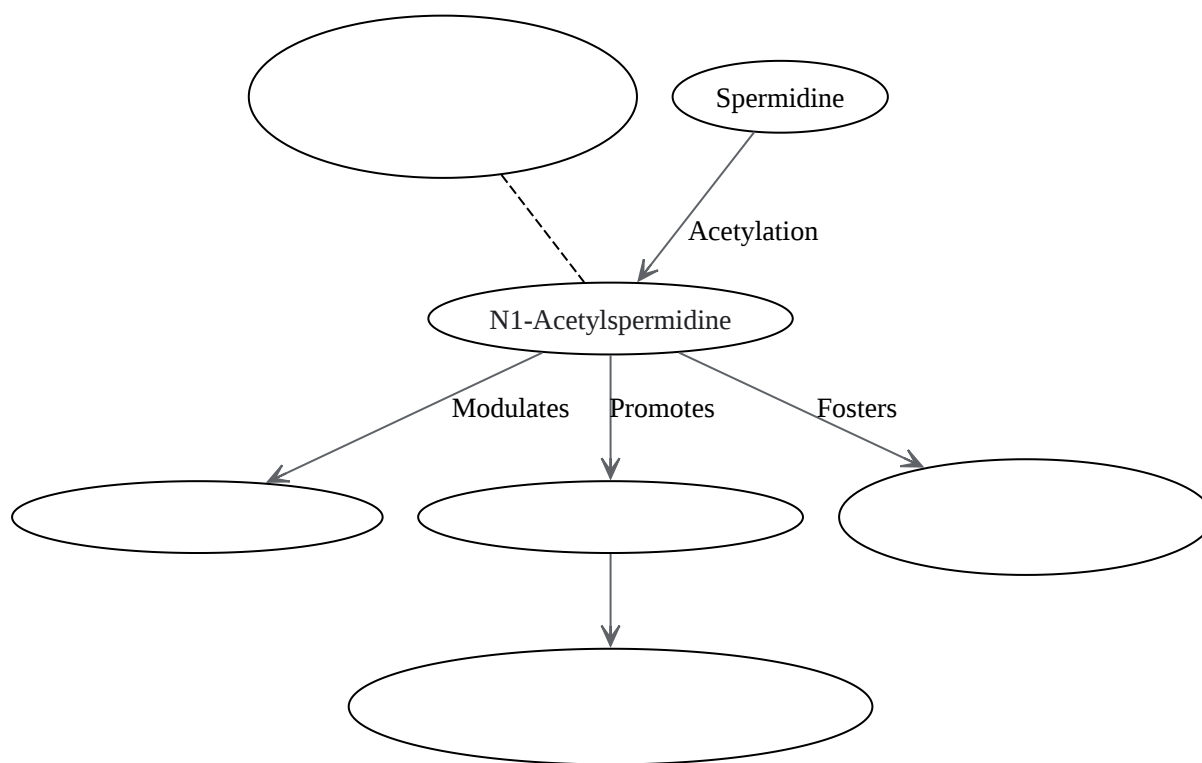 Spermidine
Acetylation
N1-Acetylspermidine
Modulates
Promotes
Fosters